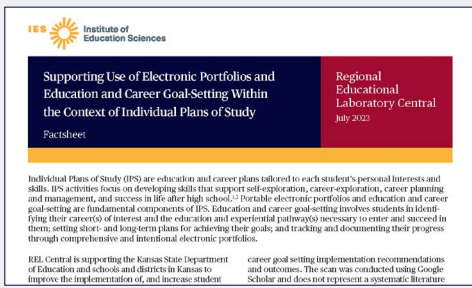 IES Institute of
Education Sciences
Supporting Use of Electronic Portfolios and
Education and Career Goal-Setting Within
the Context of Individual Plans of Study
Factsheet
Regional
Educational
Laboratory Central
July 2023
Individual Plans of Study (IPS) are education and career plans tailored to each student's personal interests and
skills. IPS activities focus on developing skills that support self-exploration, career-exploration, career planning
and management, and success in life after high school.1,2 Portable electronic portfolios and education and career
goal-setting are fundamental components of IPS. Education and career goal-setting involves students in identi-
fying their career(s) of interest and the education and experiential pathway(s) necessary to enter and succeed in
them; setting short- and long-term plans for achieving their goals; and tracking and documenting their progress
through comprehensive and intentional electronic portfolios.
REL Central is supporting the Kansas State Department
of Education and schools and districts in Kansas to
improve the implementation of, and increase student
career goal setting implementation recommendations
and outcomes. The scan was conducted using Google
Scholar and does not represent a systematic literature